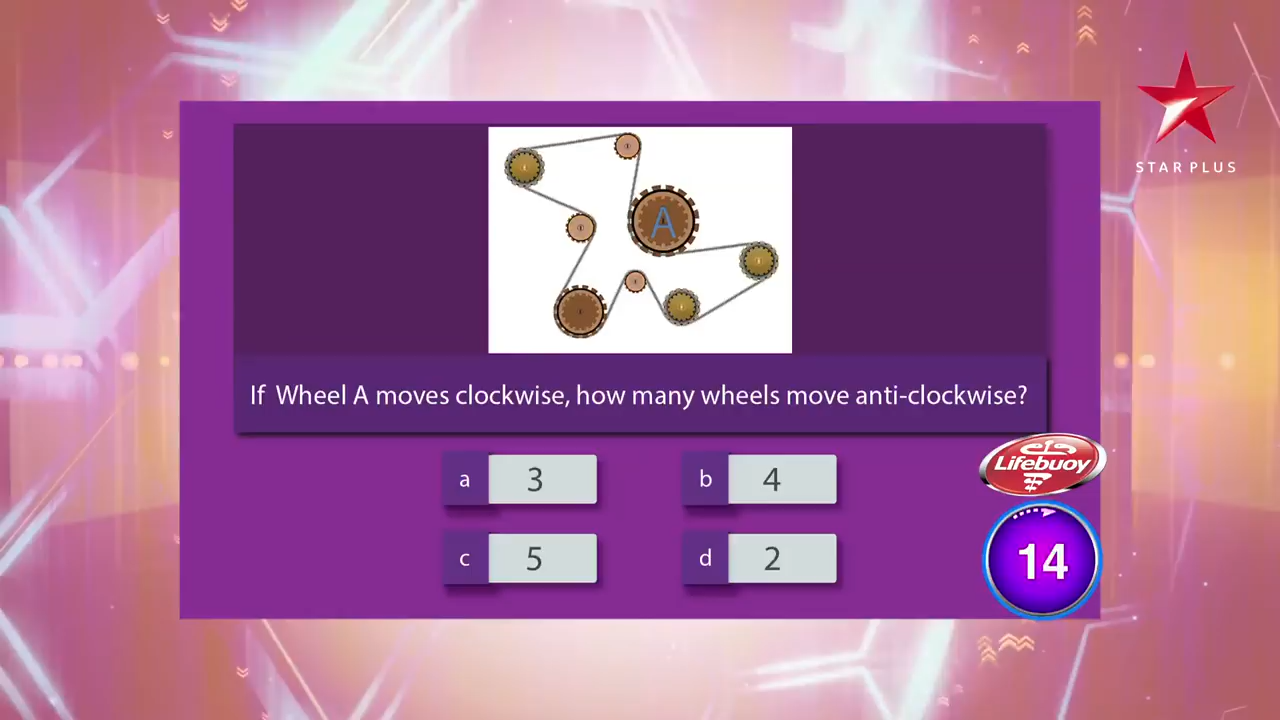 STAR PLUS
A
If Wheel A moves clockwise, how many wheels move anti-clockwise?
a 3
b 4
c 5
d 2
Lifebuoy
14